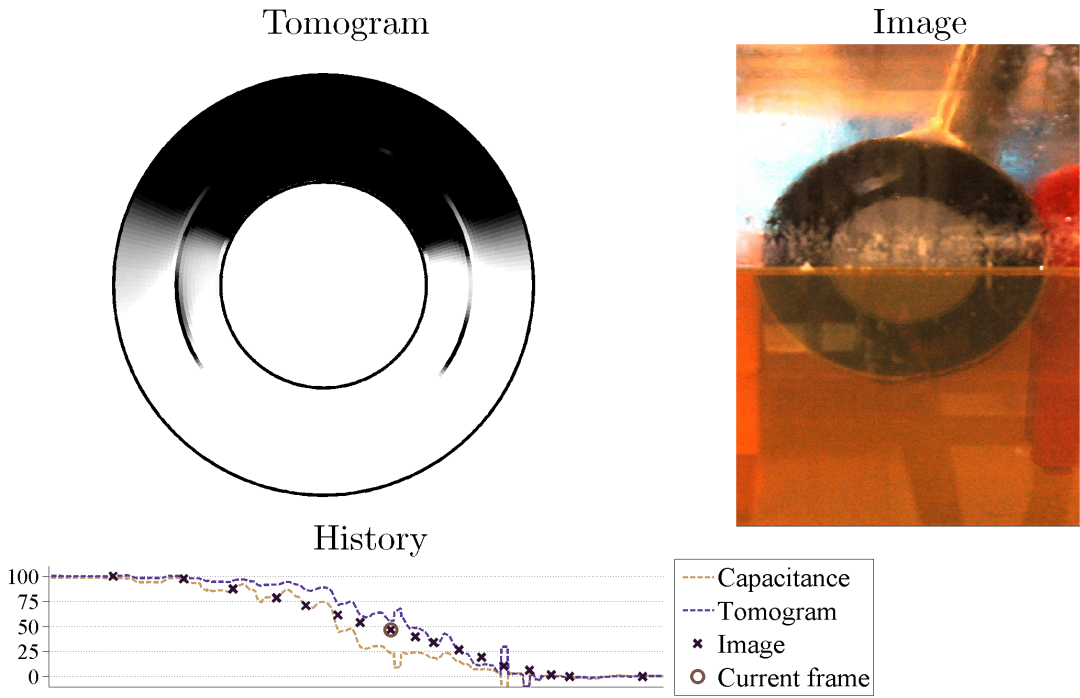 Tomogram
Image
History
100
75
50
25
0
Capacitance
Tomogram
Image
Current frame